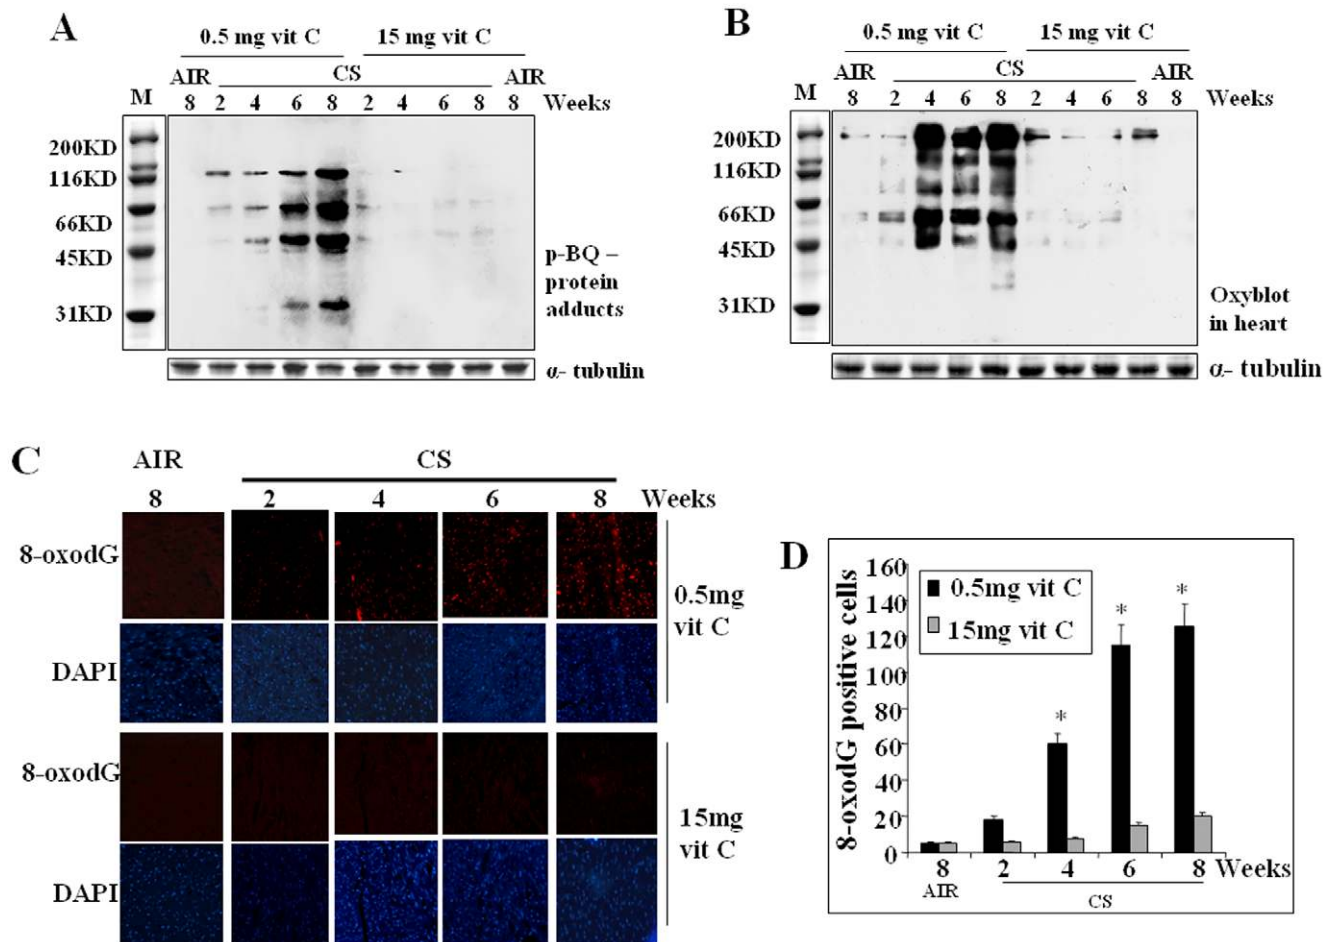 A
0.5 mg vit C 15 mg vit C
AIR CS AIR
M 8 2 4 6 8 2 4 6 8 8 Weeks
200KD
116KD
66KD
45KD
31KD
p-BQ –
protein
adducts
α- tubulin
B
0.5 mg vit C 15 mg vit C
AIR CS AIR
M 8 2 4 6 8 2 4 6 8 8 Weeks
200KD
116KD
66KD
45KD
31KD
Oxyblot
in heart
α- tubulin
C
AIR CS
8 2 4 6 8 Weeks
8-oxodG
DAPI
0.5mg
vit C
8-oxodG
DAPI
15mg
vit C
D
8-oxodG positive cells
160
140
120
100
80
60
40
20
0
0.5mg vit C
15mg vit C
* * *
8 2 4 6 8 Weeks
AIR
CS